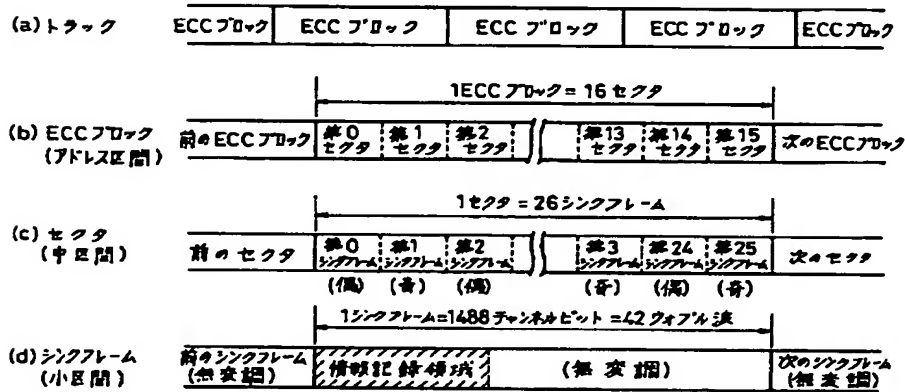 (a)トラック
ECCブロック ECCブロック ECCブロック ECCブロック ECCブロック
1ECCブロック=16セクタ
(b)ECCブロック
(アドレス区間)
前のECCブロック 第0セクタ 第1セクタ 第2セクタ 第13セクタ 第14セクタ 第15セクタ 次のECCブロック
1セクタ=26シンクフレーム
(c)セクタ
(中区間)
前のセクタ 第0シンクフレーム 第1シンクフレーム 第2シンクフレーム 第3シンクフレーム 第24シンクフレーム 第25シンクフレーム 次のセクタ
(偶) (奇) (偶) (奇) (偶) (奇)
1シンクフレーム=1488チャンネルビット=42ウォブル波
(d)シンクフレーム
(小区間)
前のシンクフレーム(無変調) 情報記録領域 (無変調) 次のシンクフレーム(無変調)